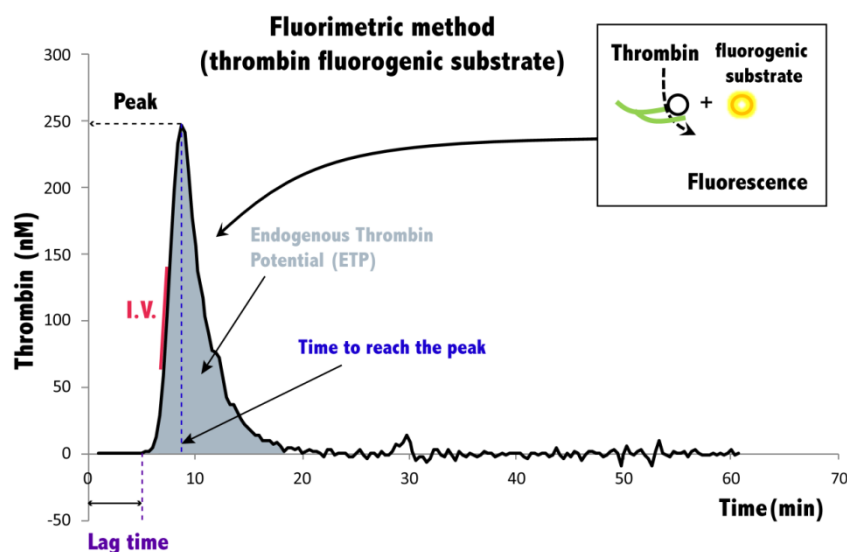 Fluorimetric method
(thrombin fluorogenic substrate)
Thrombin
fluorogenic
substrate
+
Fluorescence
Peak
Endogenous Thrombin
Potential (ETP)
I.V.
Time to reach the peak
Thrombin (nM)
300
250
200
150
100
50
0
-50
0
10
20
30
40
50
60
70
Time (min)
Lag time